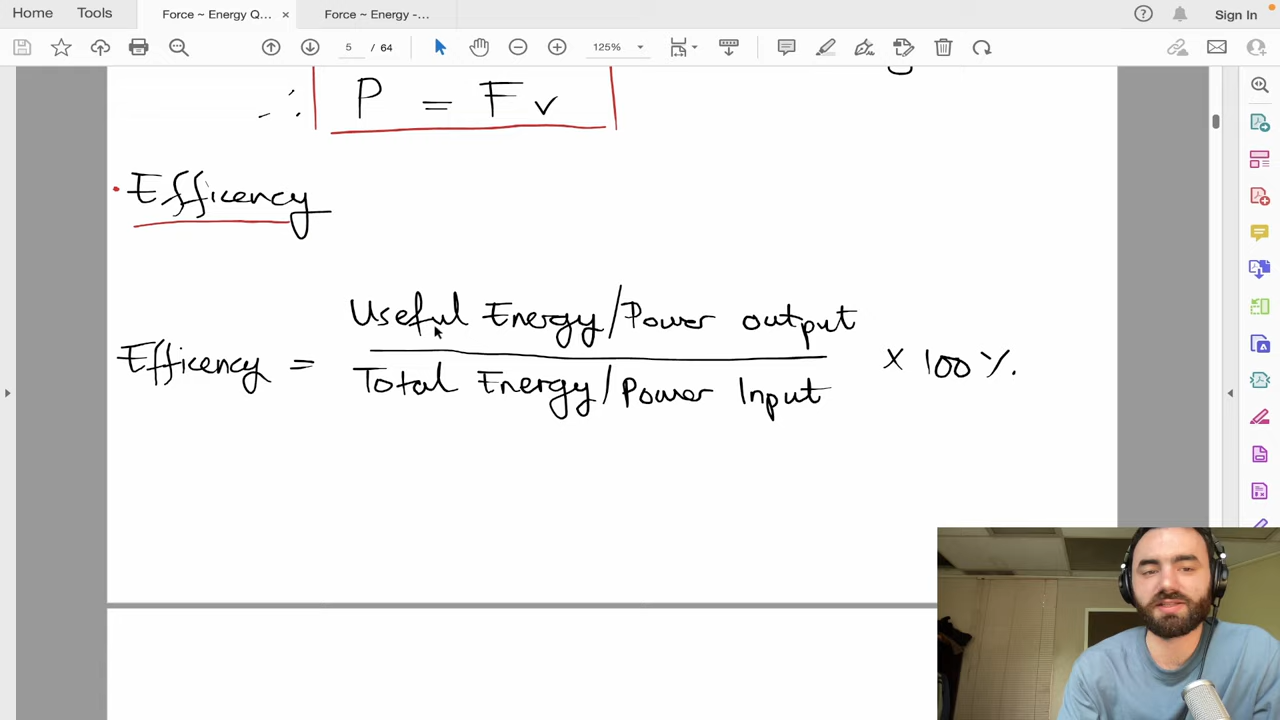 Home Tools Force ~ Energy Q... × Force ~ Energy -... Sign In
5 / 64 125%
∴ P = Fv
• Efficency
Efficency = Useful Energy/Power output
Total Energy/Power Input × 100 %.